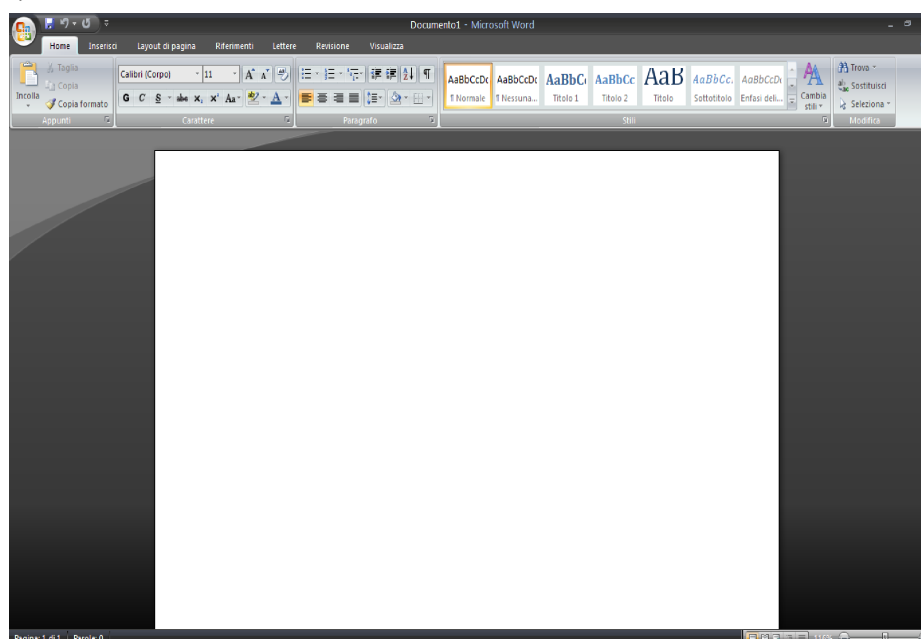 Documento1 - Microsoft Word
Home Inserisci Layout di pagina Riferimenti Lettere Revisione Visualizza
Incolla
Taglia
Copia
Copia formato
Appunti
Calibri (Corpo) 11
G C S abe x, x' Aa A
Carattere
Paragrafo
AaBbCcDc AaBbCcDc AaBbC AaBbCc AaB AaBbCc. AaBbCcDc
¶ Normale ¶ Nessuna... Titolo 1 Titolo 2 Titolo Sottotitolo Enfasi deli...
Stili
Cambia
stili
Trova
Sostituisci
Seleziona
Modifica
Pagina: 1 di 1 Parole: 0